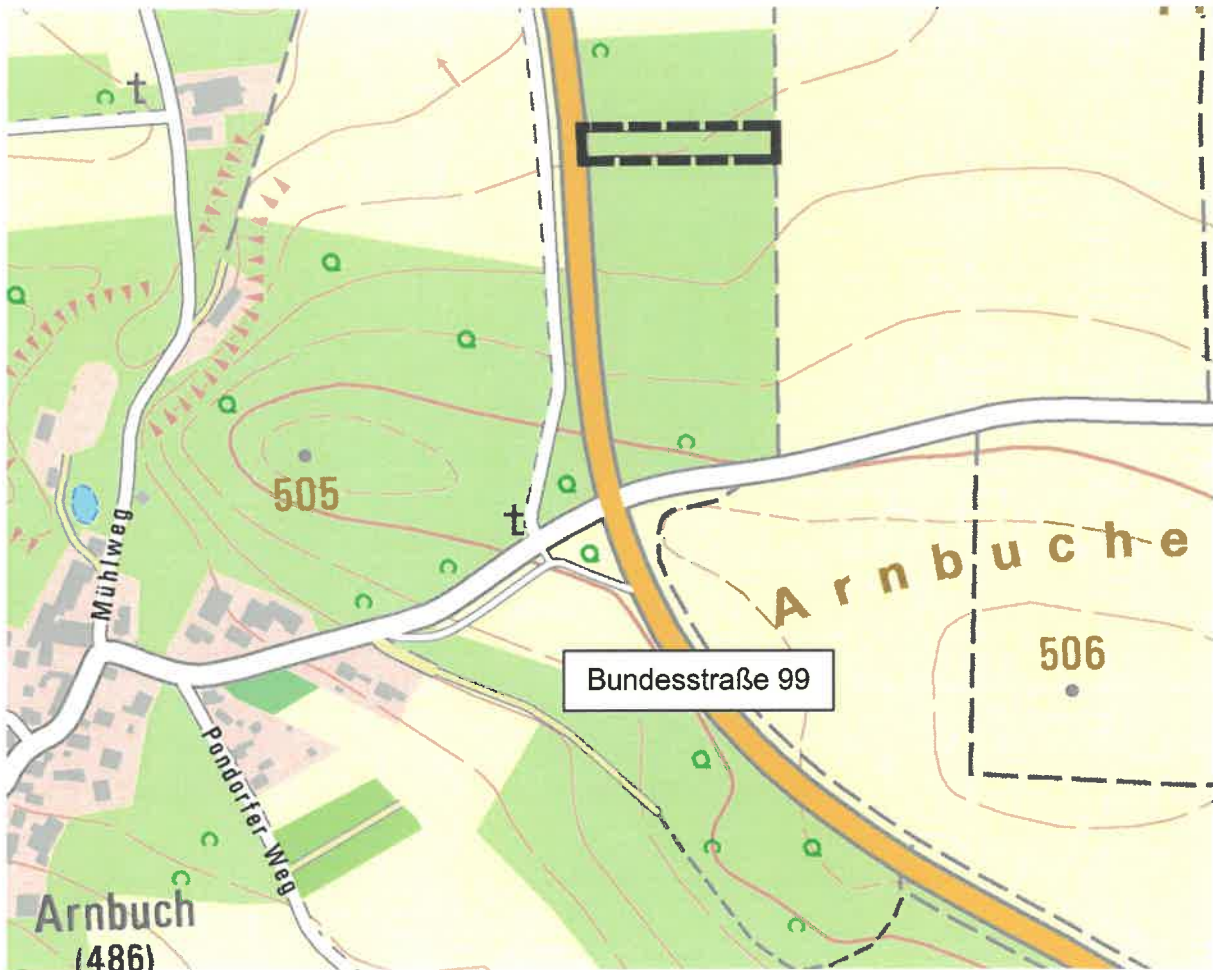 505
Mühlweg
Arnbuche
506
Bundesstraße 99
Pondorfer Weg
Arnbuch
(486)